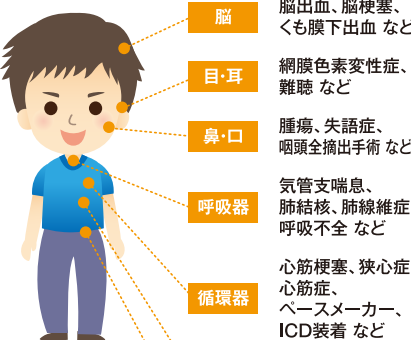 脳
脳出血、脳梗塞、
くも膜下出血 など
目・耳
網膜色素変性症、
難聴 など
鼻・口
腫瘍、失語症、
咽頭全摘出手術 など
呼吸器
気管支喘息、
肺結核、肺線維症
呼吸不全 など
循環器
心筋梗塞、狭心症
心筋症、
ペースメーカー、
ICD装着 など